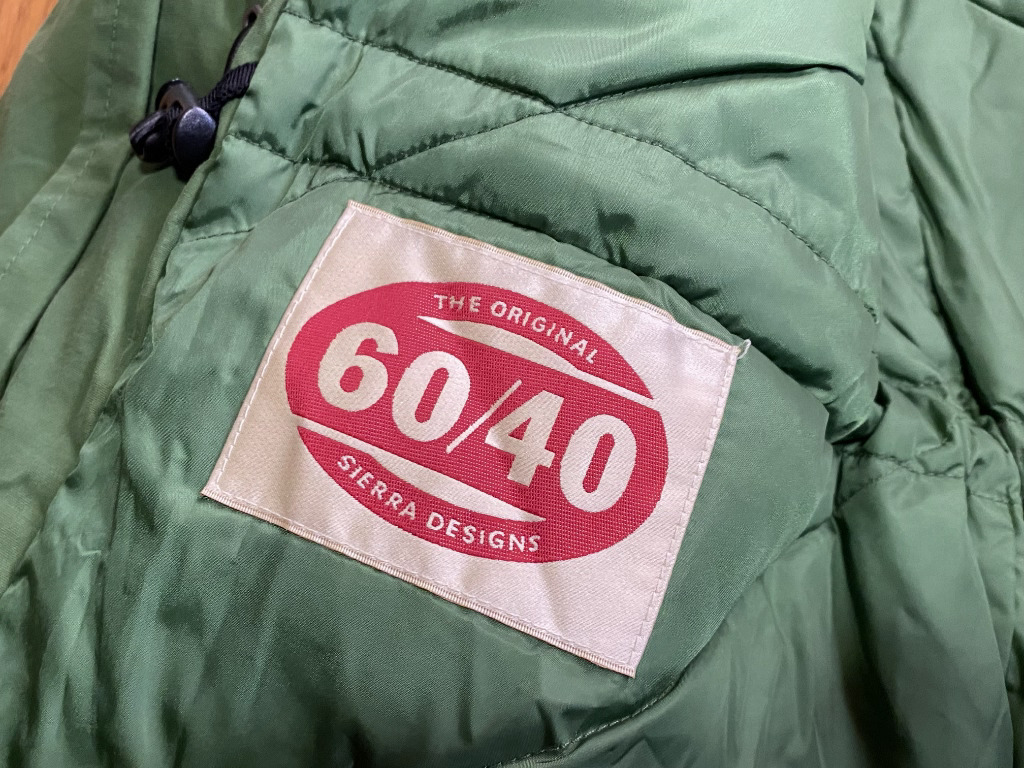 THE ORIGINAL
60/40
SIERRA DESIGNS